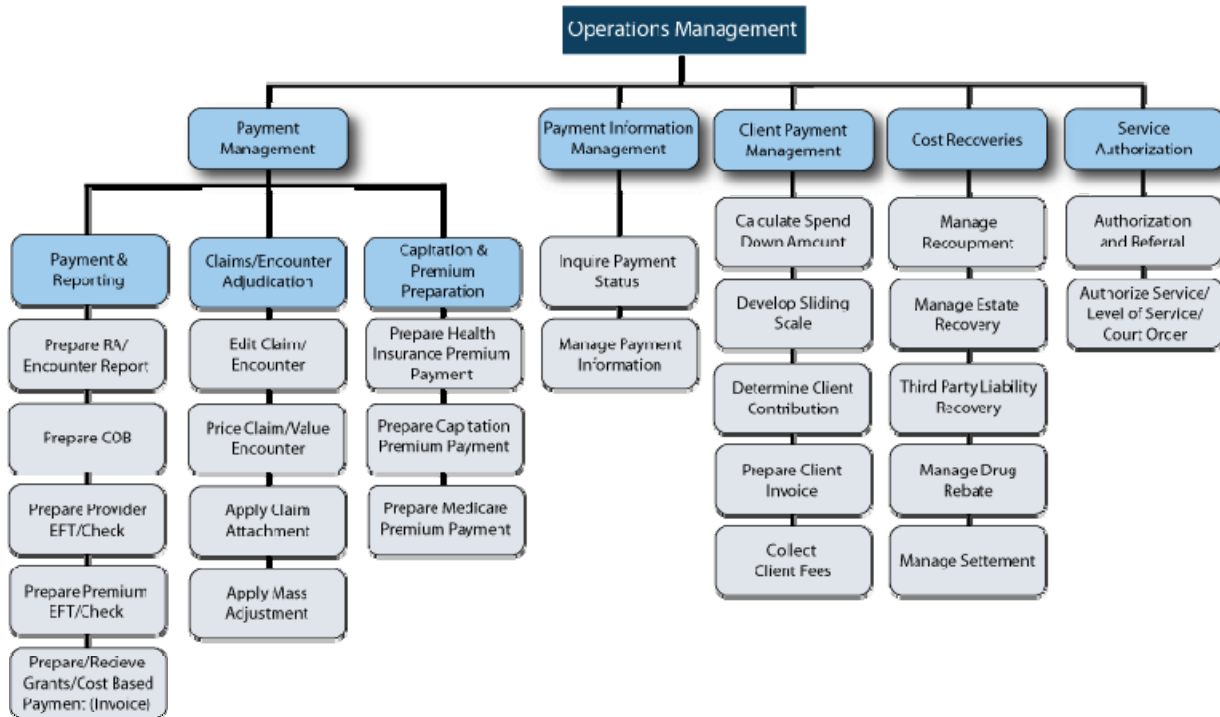 Operations Management
Payment
Management
Payment Information
Management
Client Payment
Management
Cost Recoveries
Service
Authorization
Payment &
Reporting
Prepare RA/
Encounter Report
Prepare COB
Prepare Provider
EFT/Check
Prepare Premium
EFT/Check
Prepare/Recieve
Grants/Cost Based
Payment (Invoice)
Claims/Encounter
Adjudication
Edit Claim/
Encounter
Price Claim/Value
Encounter
Apply Claim
Attachment
Apply Mass
Adjustment
Capitation &
Premium
Preparation
Prepare Health
Insurance Premium
Payment
Prepare Capitation
Premium Payment
Prepare Medicare
Premium Payment
Inquire Payment
Status
Manage Payment
Information
Calculate Spend
Down Amount
Develop Sliding
Scale
Determine Client
Contribution
Prepare Client
Invoice
Collect
Client Fees
Manage
Recoupment
Manage Estate
Recovery
Third Party Liability
Recovery
Manage Drug
Rebate
Manage Settement
Authorization
and Referral
Authorize Service/
Level of Service/
Court Orcer